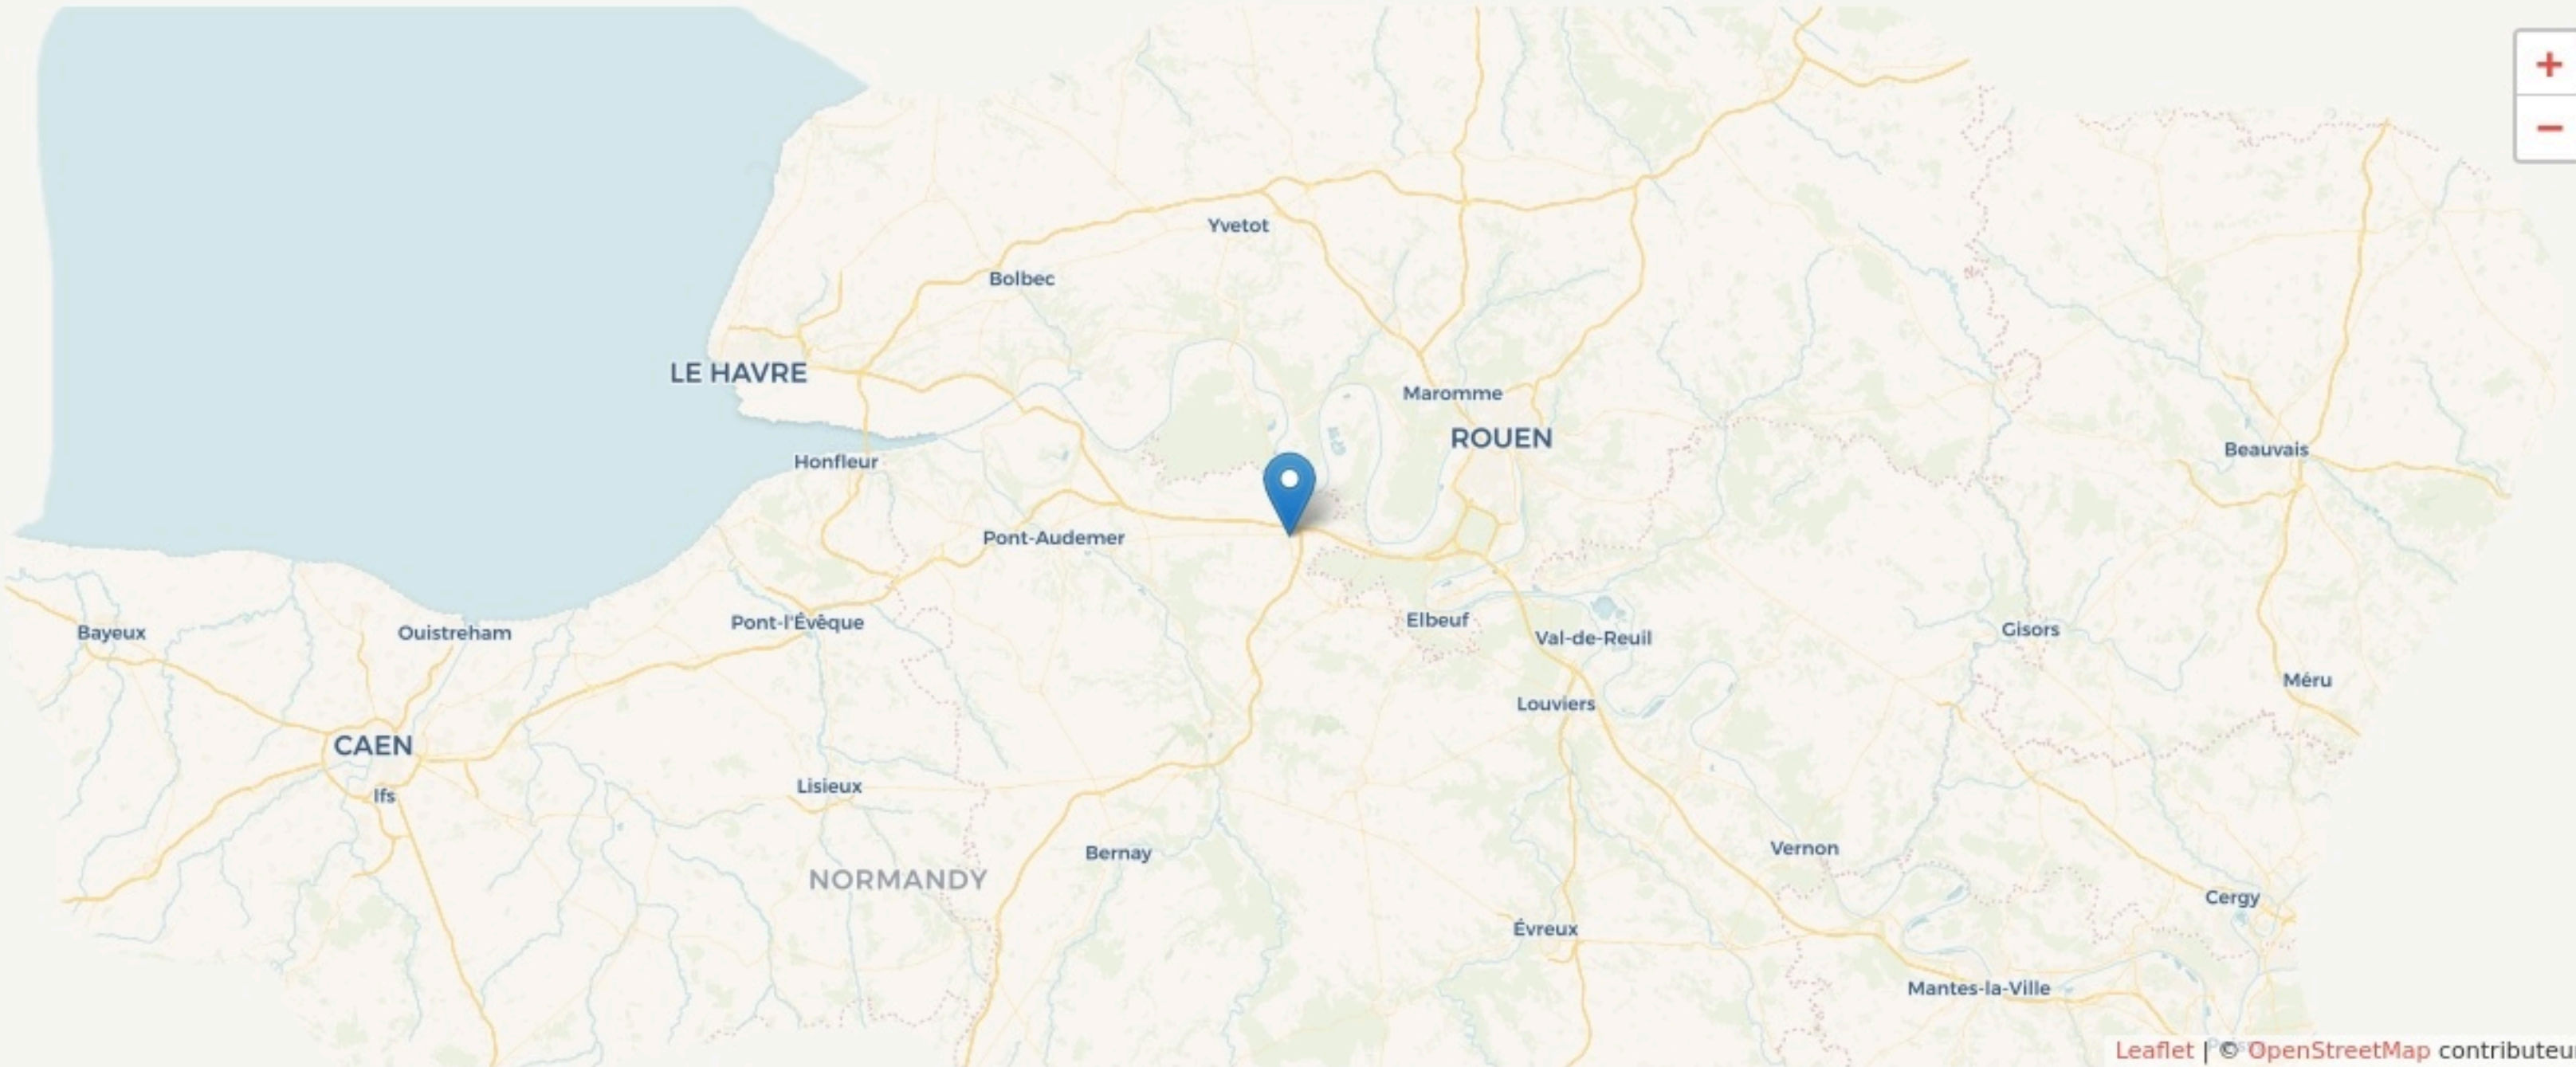 +
−
Yvetot
Bolbec
LE HAVRE
Maromme
ROUEN
Honfleur
Beauvais
Pont-Audemer
Pont-l'Évêque
Elbeuf
Bayeux
Ouistreham
Val-de-Reuil
Gisors
Méru
Louviers
CAEN
Lisieux
Ifs
Vernon
Bernay
NORMANDY
Cergy
Évreux
Mantes-la-Ville
Leaflet | © OpenStreetMap contributeur